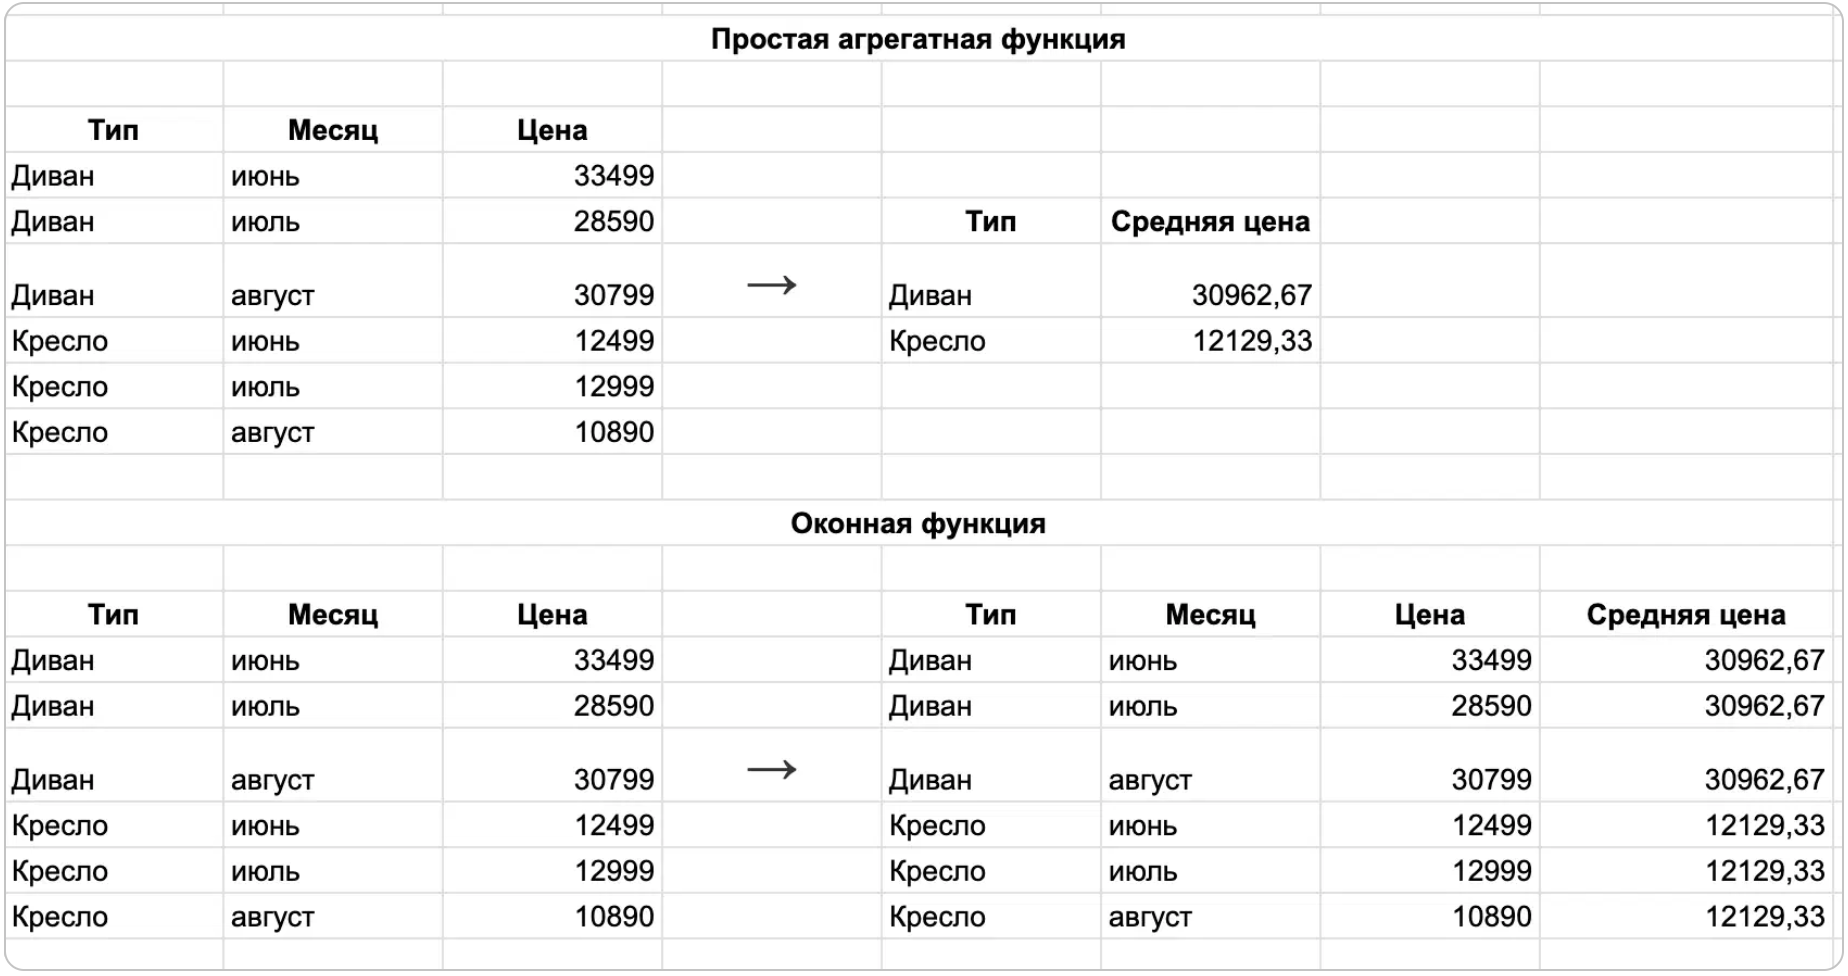 Простая агрегатная функция
Тип Месяц Цена
Диван июнь 33499
Диван июль 28590 Тип Средняя цена
Диван август 30799 → Диван 30962,67
Кресло июнь 12499 Кресло 12129,33
Кресло июль 12999
Кресло август 10890
Оконная функция
Тип Месяц Цена Тип Месяц Цена Средняя цена
Диван июнь 33499 Диван июнь 33499 30962,67
Диван июль 28590 Диван июль 28590 30962,67
Диван август 30799 → Диван август 30799 30962,67
Кресло июнь 12499 Кресло июнь 12499 12129,33
Кресло июль 12999 Кресло июль 12999 12129,33
Кресло август 10890 Кресло август 10890 12129,33